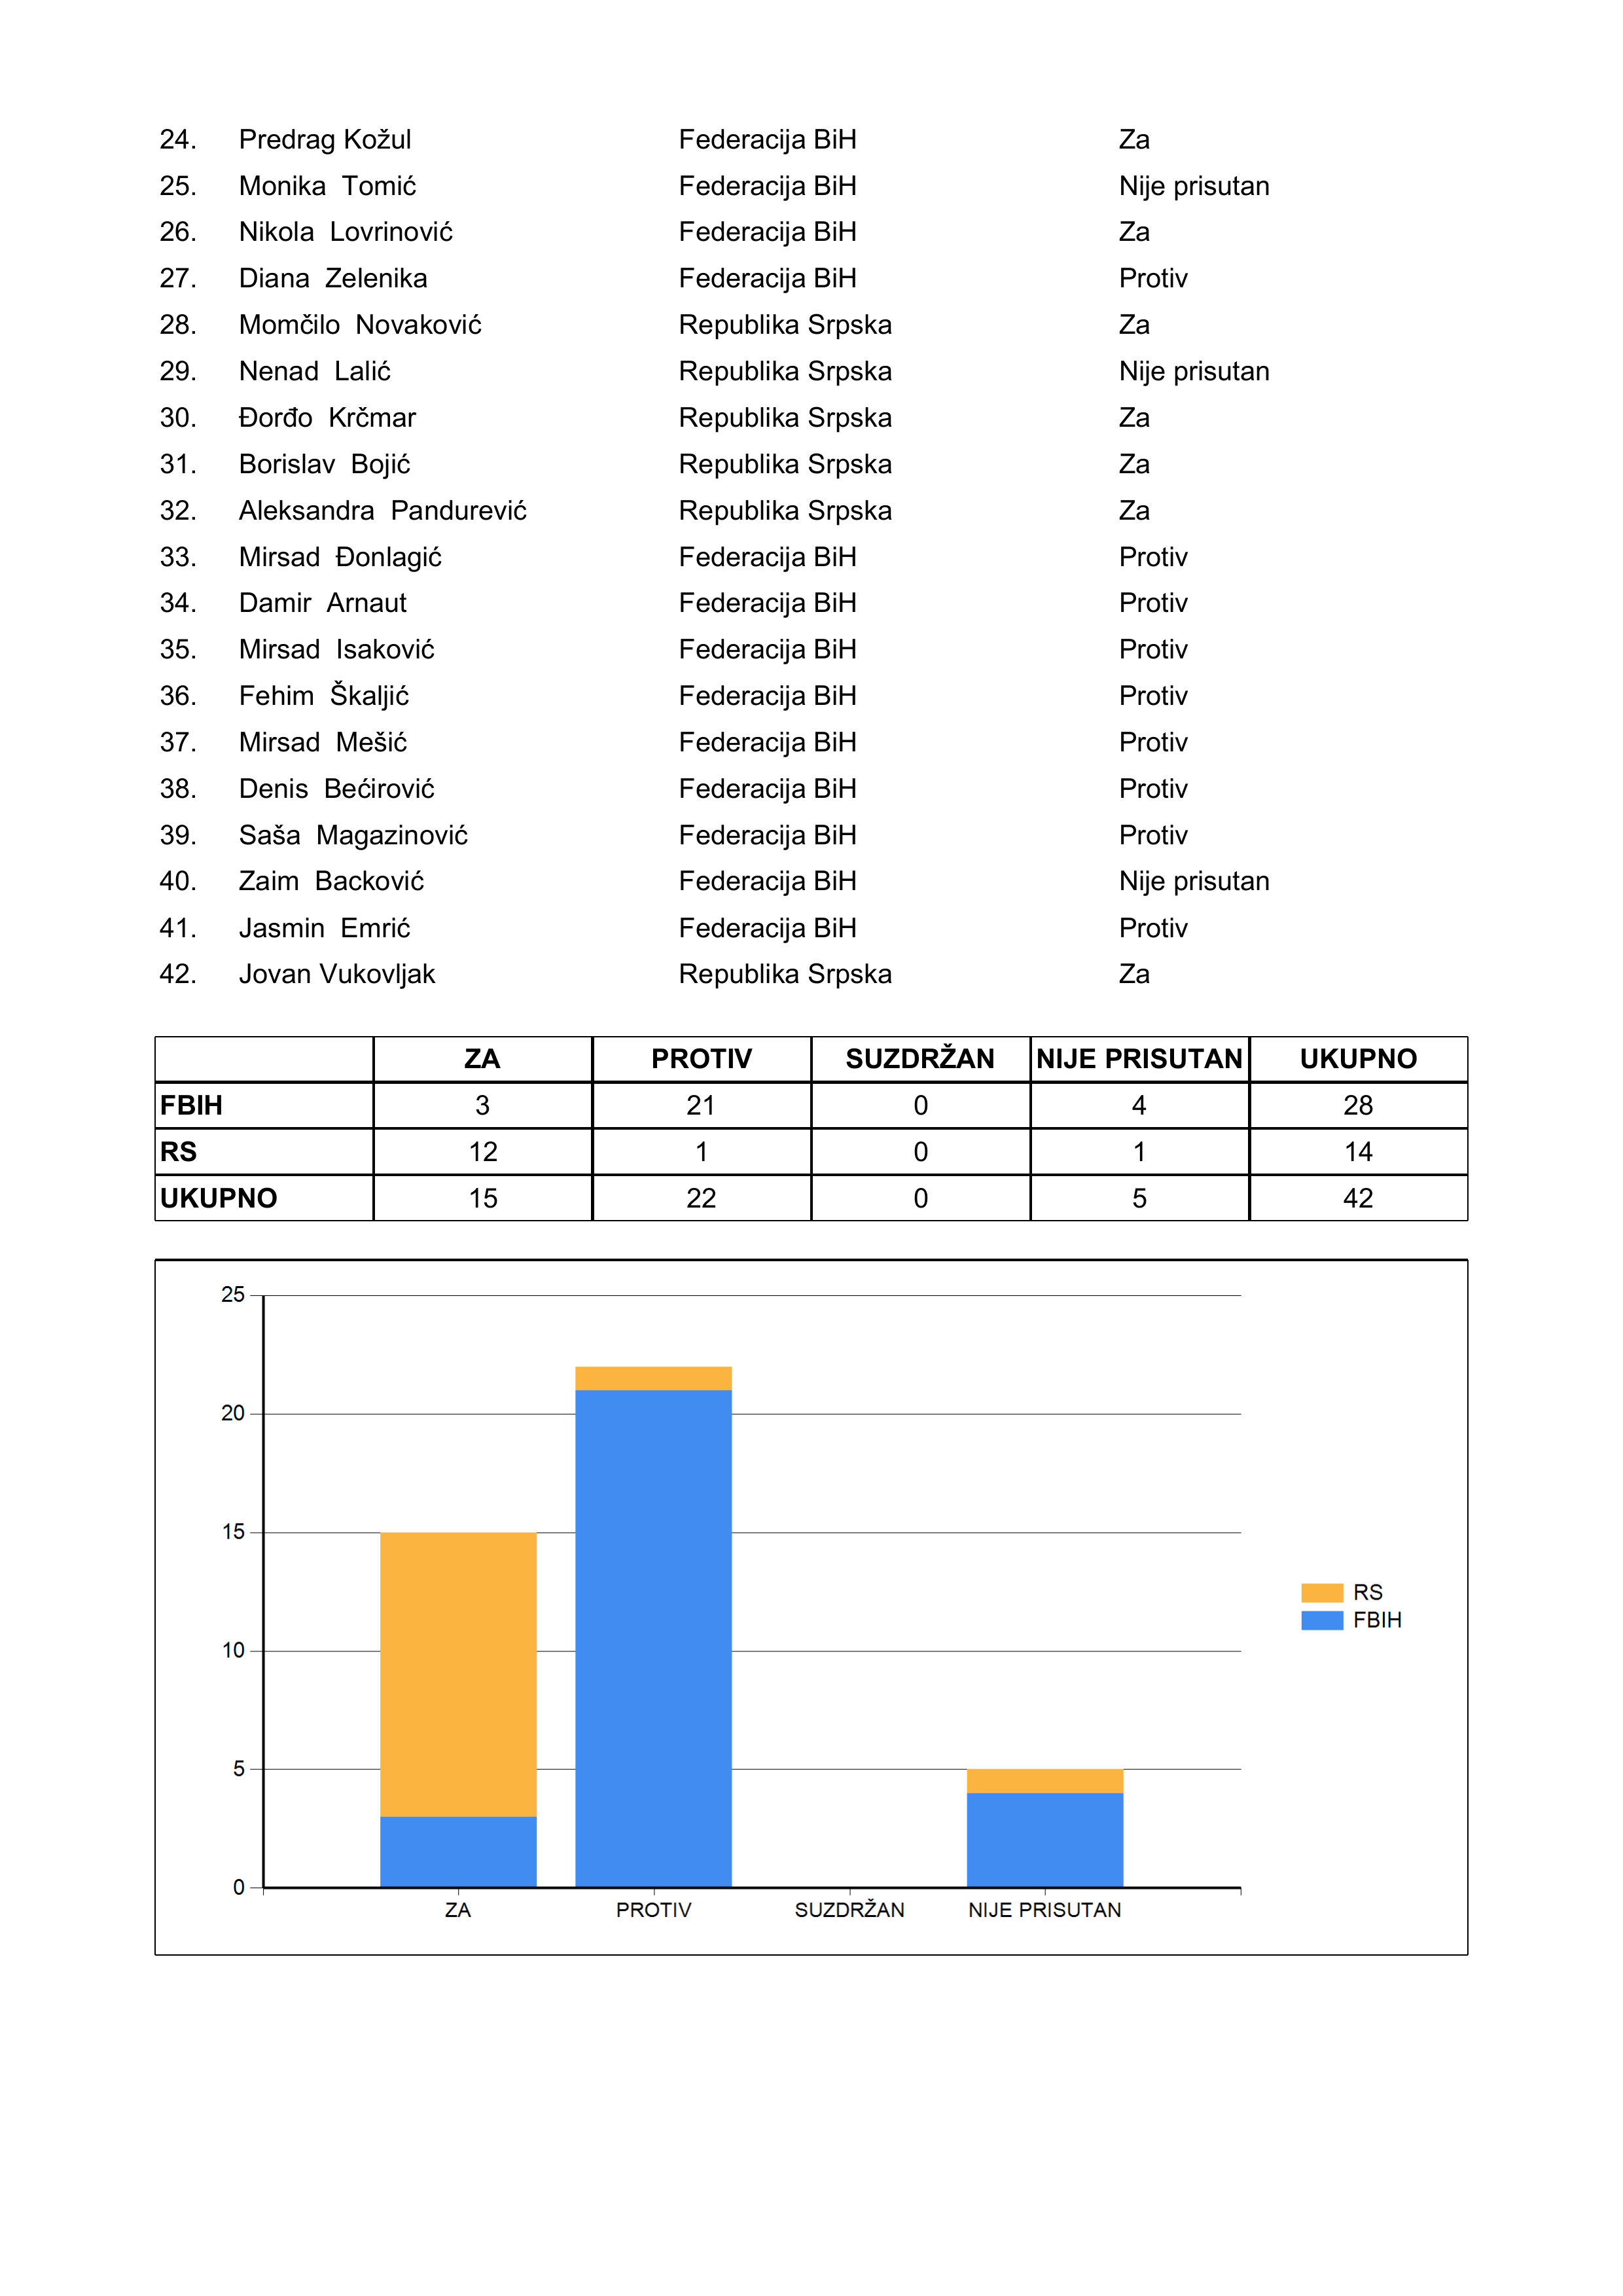 24. Predrag Kožul Federacija BiH Za
25. Monika Tomić Federacija BiH Nije prisutan
26. Nikola Lovrinović Federacija BiH Za
27. Diana Zelenika Federacija BiH Protiv
28. Momčilo Novaković Republika Srpska Za
29. Nenad Lalić Republika Srpska Nije prisutan
30. Đorđo Krčmar Republika Srpska Za
31. Borislav Bojić Republika Srpska Za
32. Aleksandra Pandurević Republika Srpska Za
33. Mirsad Đonlagić Federacija BiH Protiv
34. Damir Arnaut Federacija BiH Protiv
35. Mirsad Isaković Federacija BiH Protiv
36. Fehim Škaljić Federacija BiH Protiv
37. Mirsad Mešić Federacija BiH Protiv
38. Denis Bećirović Federacija BiH Protiv
39. Saša Magazinović Federacija BiH Protiv
40. Zaim Backović Federacija BiH Nije prisutan
41. Jasmin Emrić Federacija BiH Protiv
42. Jovan Vukovljak Republika Srpska Za
ZA PROTIV SUZDRŽAN NIJE PRISUTAN UKUPNO
FBIH 3 21 0 4 28
RS 12 1 0 1 14
UKUPNO 15 22 0 5 42
25
20
15
10
5
0
ZA PROTIV SUZDRŽAN NIJE PRISUTAN
RS
FBIH